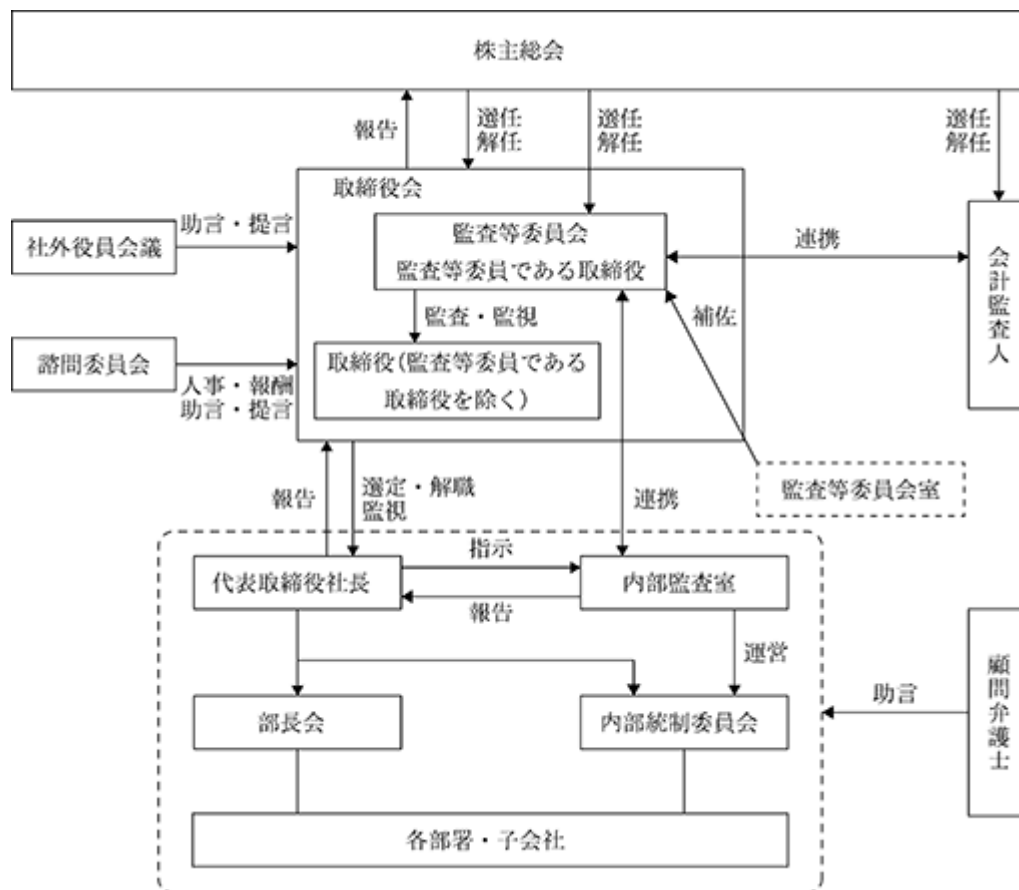 株主総会
報告
選任
解任
選任
解任
選任
解任
取締役会
社外役員会議
助言・提言
監査等委員会
監査等委員である取締役
連携
会計監査人
監査・監視
補佐
諮問委員会
人事・報酬
助言・提言
取締役(監査等委員である
取締役を除く)
報告
選定・解職
監視
連携
監査等委員会室
代表取締役社長
指示
報告
内部監査室
運営
部長会
内部統制委員会
助言
顧問弁護士
各部署・子会社